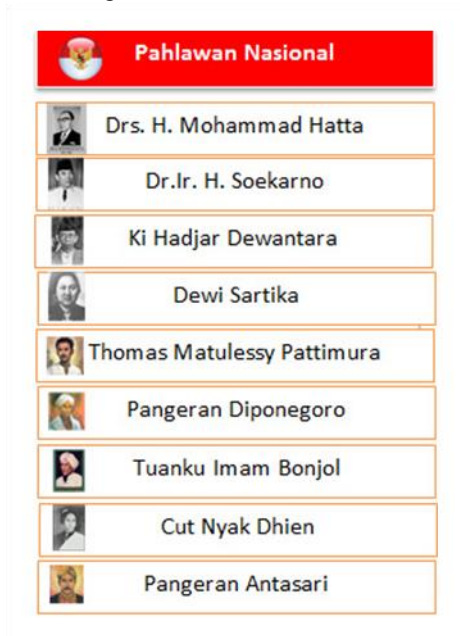 Pahlawan Nasional
Drs. H. Mohammad Hatta
Dr.Ir. H. Soekarno
Ki Hadjar Dewantara
Dewi Sartika
Thomas Matulessy Pattimura
Pangeran Diponegoro
Tuanku Imam Bonjol
Cut Nyak Dhien
Pangeran Antasari